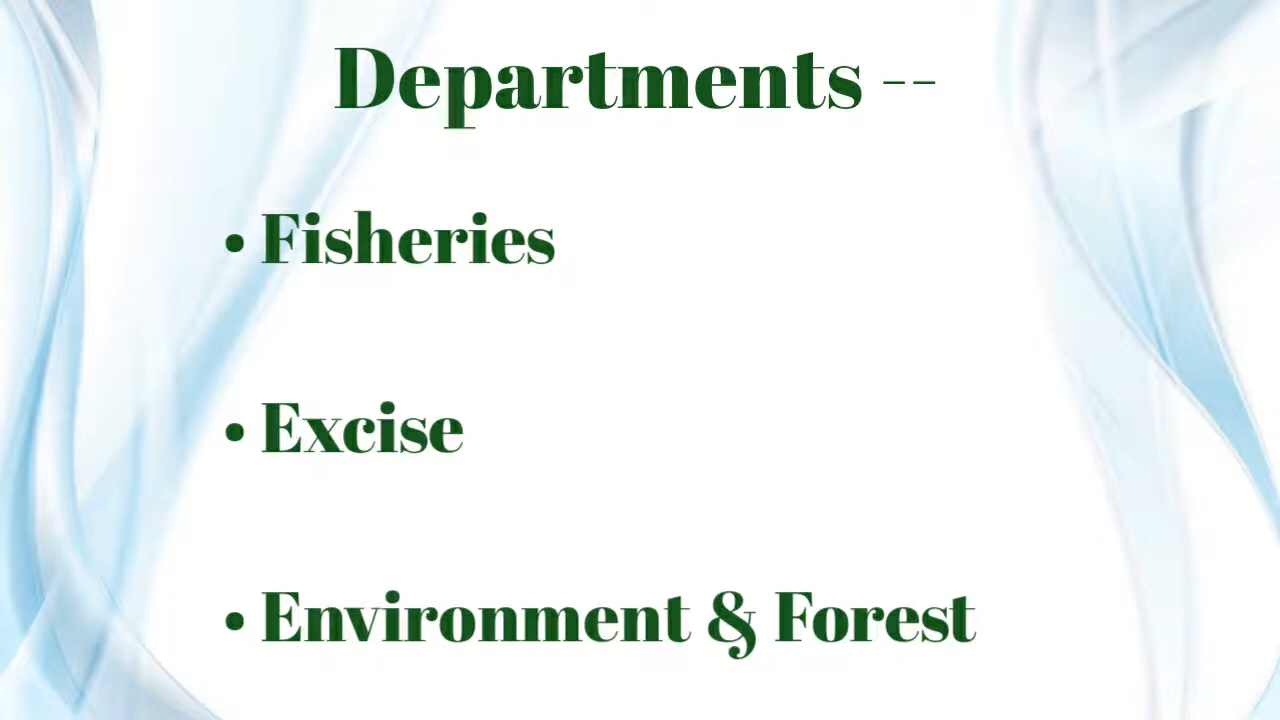 Departments --
• Fisheries
• Excise
• Environment & Forest